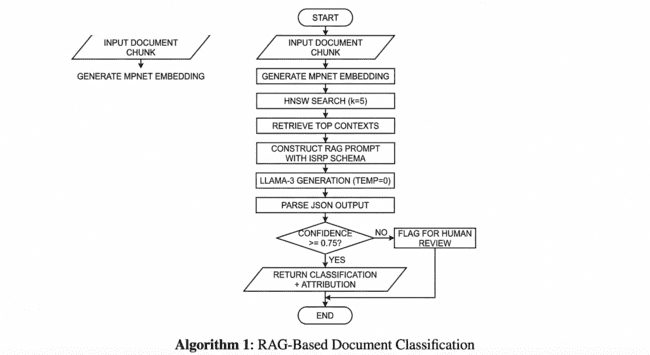 INPUT DOCUMENT
CHUNK
GENERATE MPNET EMBEDDING
START
INPUT DOCUMENT
CHUNK
GENERATE MPNET EMBEDDING
HNSW SEARCH (k=5)
RETRIEVE TOP CONTEXTS
CONSTRUCT RAG PROMPT
WITH ISRP SCHEMA
LLAMA-3 GENERATION (TEMP=0)
PARSE JSON OUTPUT
CONFIDENCE
>= 0.75?
NO
FLAG FOR HUMAN
REVIEW
YES
RETURN CLASSIFICATION
+ ATTRIBUTION
END
Algorithm 1: RAG-Based Document Classification